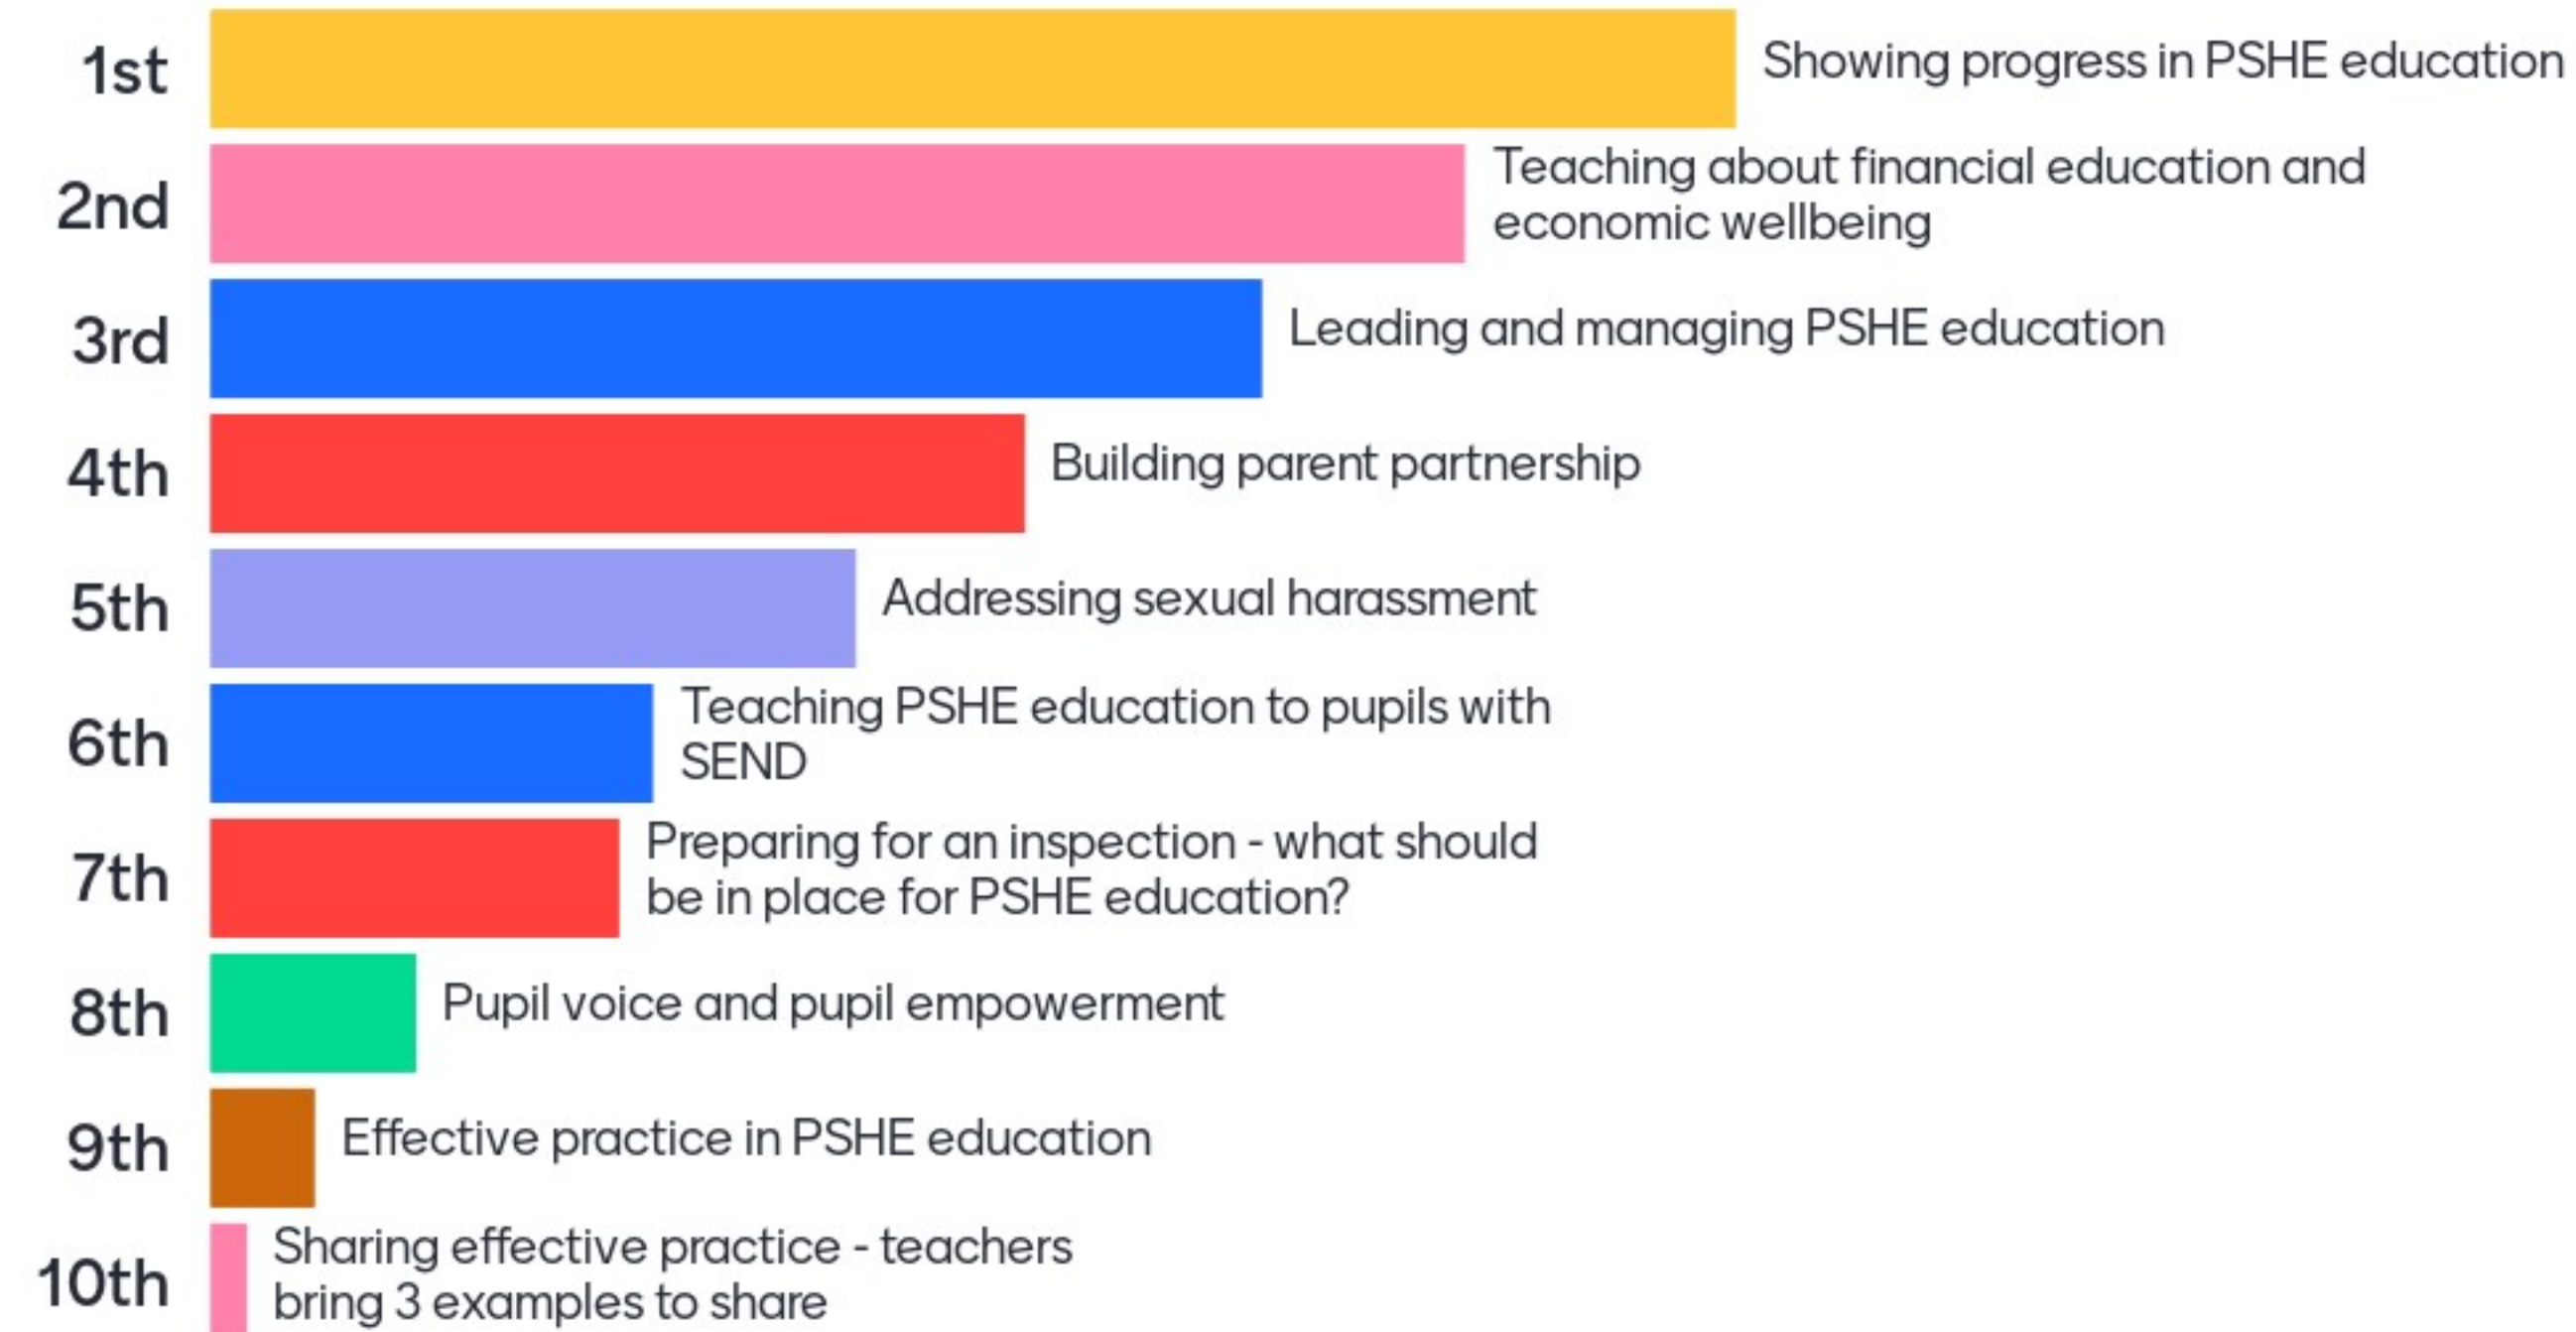 1st
Showing progress in PSHE education
2nd
Teaching about financial education and
economic wellbeing
3rd
Leading and managing PSHE education
4th
Building parent partnership
5th
Addressing sexual harassment
6th
Teaching PSHE education to pupils with
SEND
7th
Preparing for an inspection - what should
be in place for PSHE education?
8th
Pupil voice and pupil empowerment
9th
Effective practice in PSHE education
10th
Sharing effective practice - teachers
bring 3 examples to share